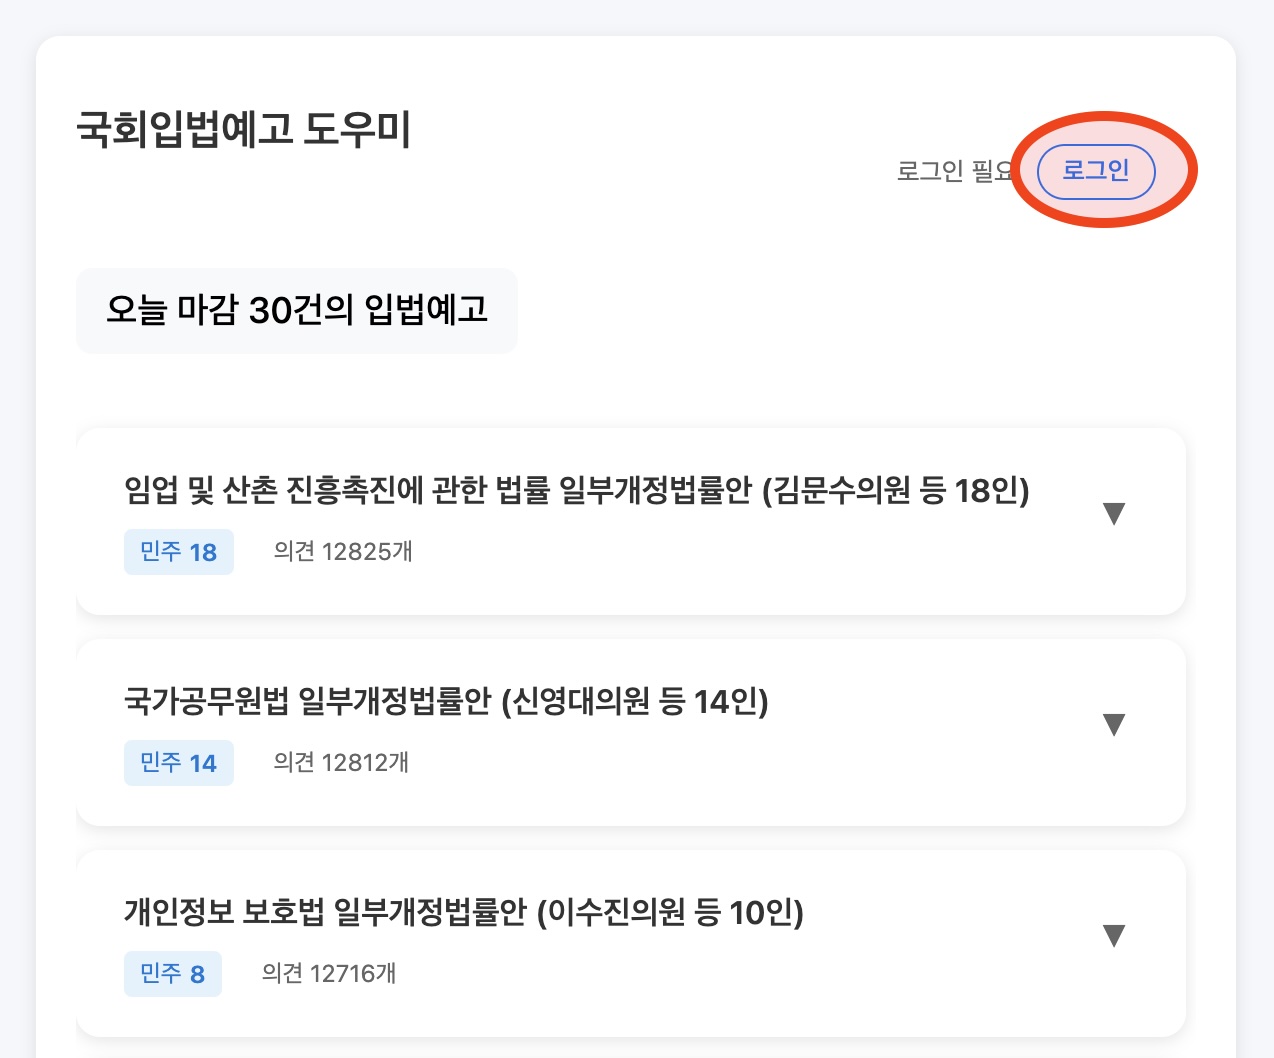 국회입법예고 도우미
로그인 필요
로그인
오늘 마감 30건의 입법예고
임업 및 산촌 진흥촉진에 관한 법률 일부개정법률안 (김문수의원 등 18인)
▼
민주 18 의견 12825개
국가공무원법 일부개정법률안 (신영대의원 등 14인)
▼
민주 14 의견 12812개
개인정보 보호법 일부개정법률안 (이수진의원 등 10인)
▼
민주 8 의견 12716개